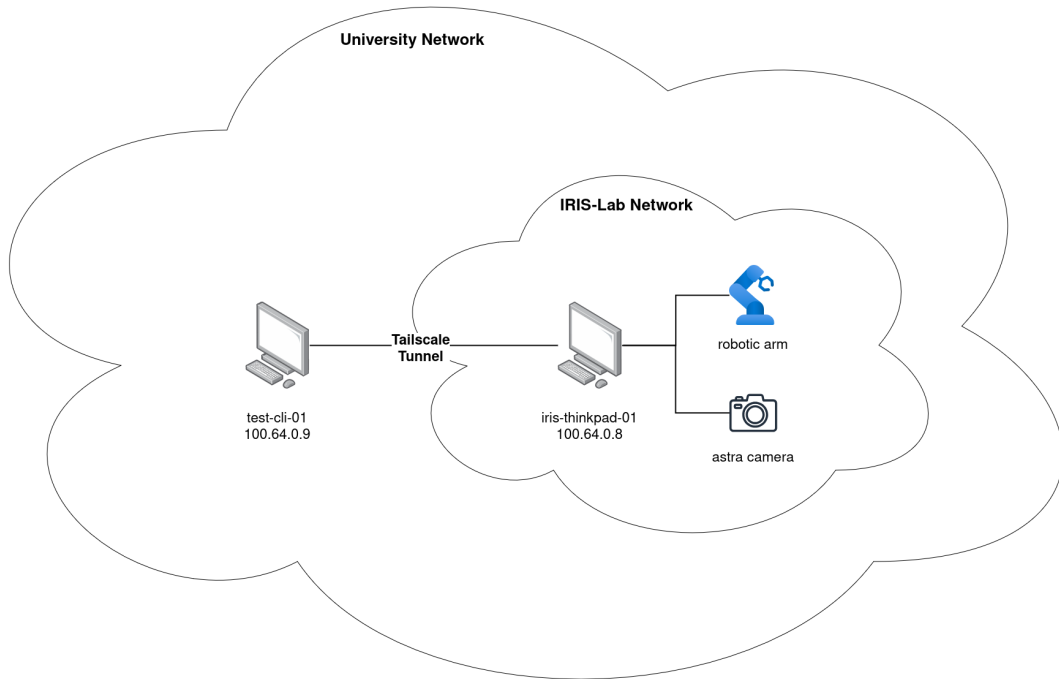 University Network
IRIS-Lab Network
robotic arm
Tailscale
Tunnel
test-cli-01
100.64.0.9
iris-thinkpad-01
100.64.0.8
astra camera